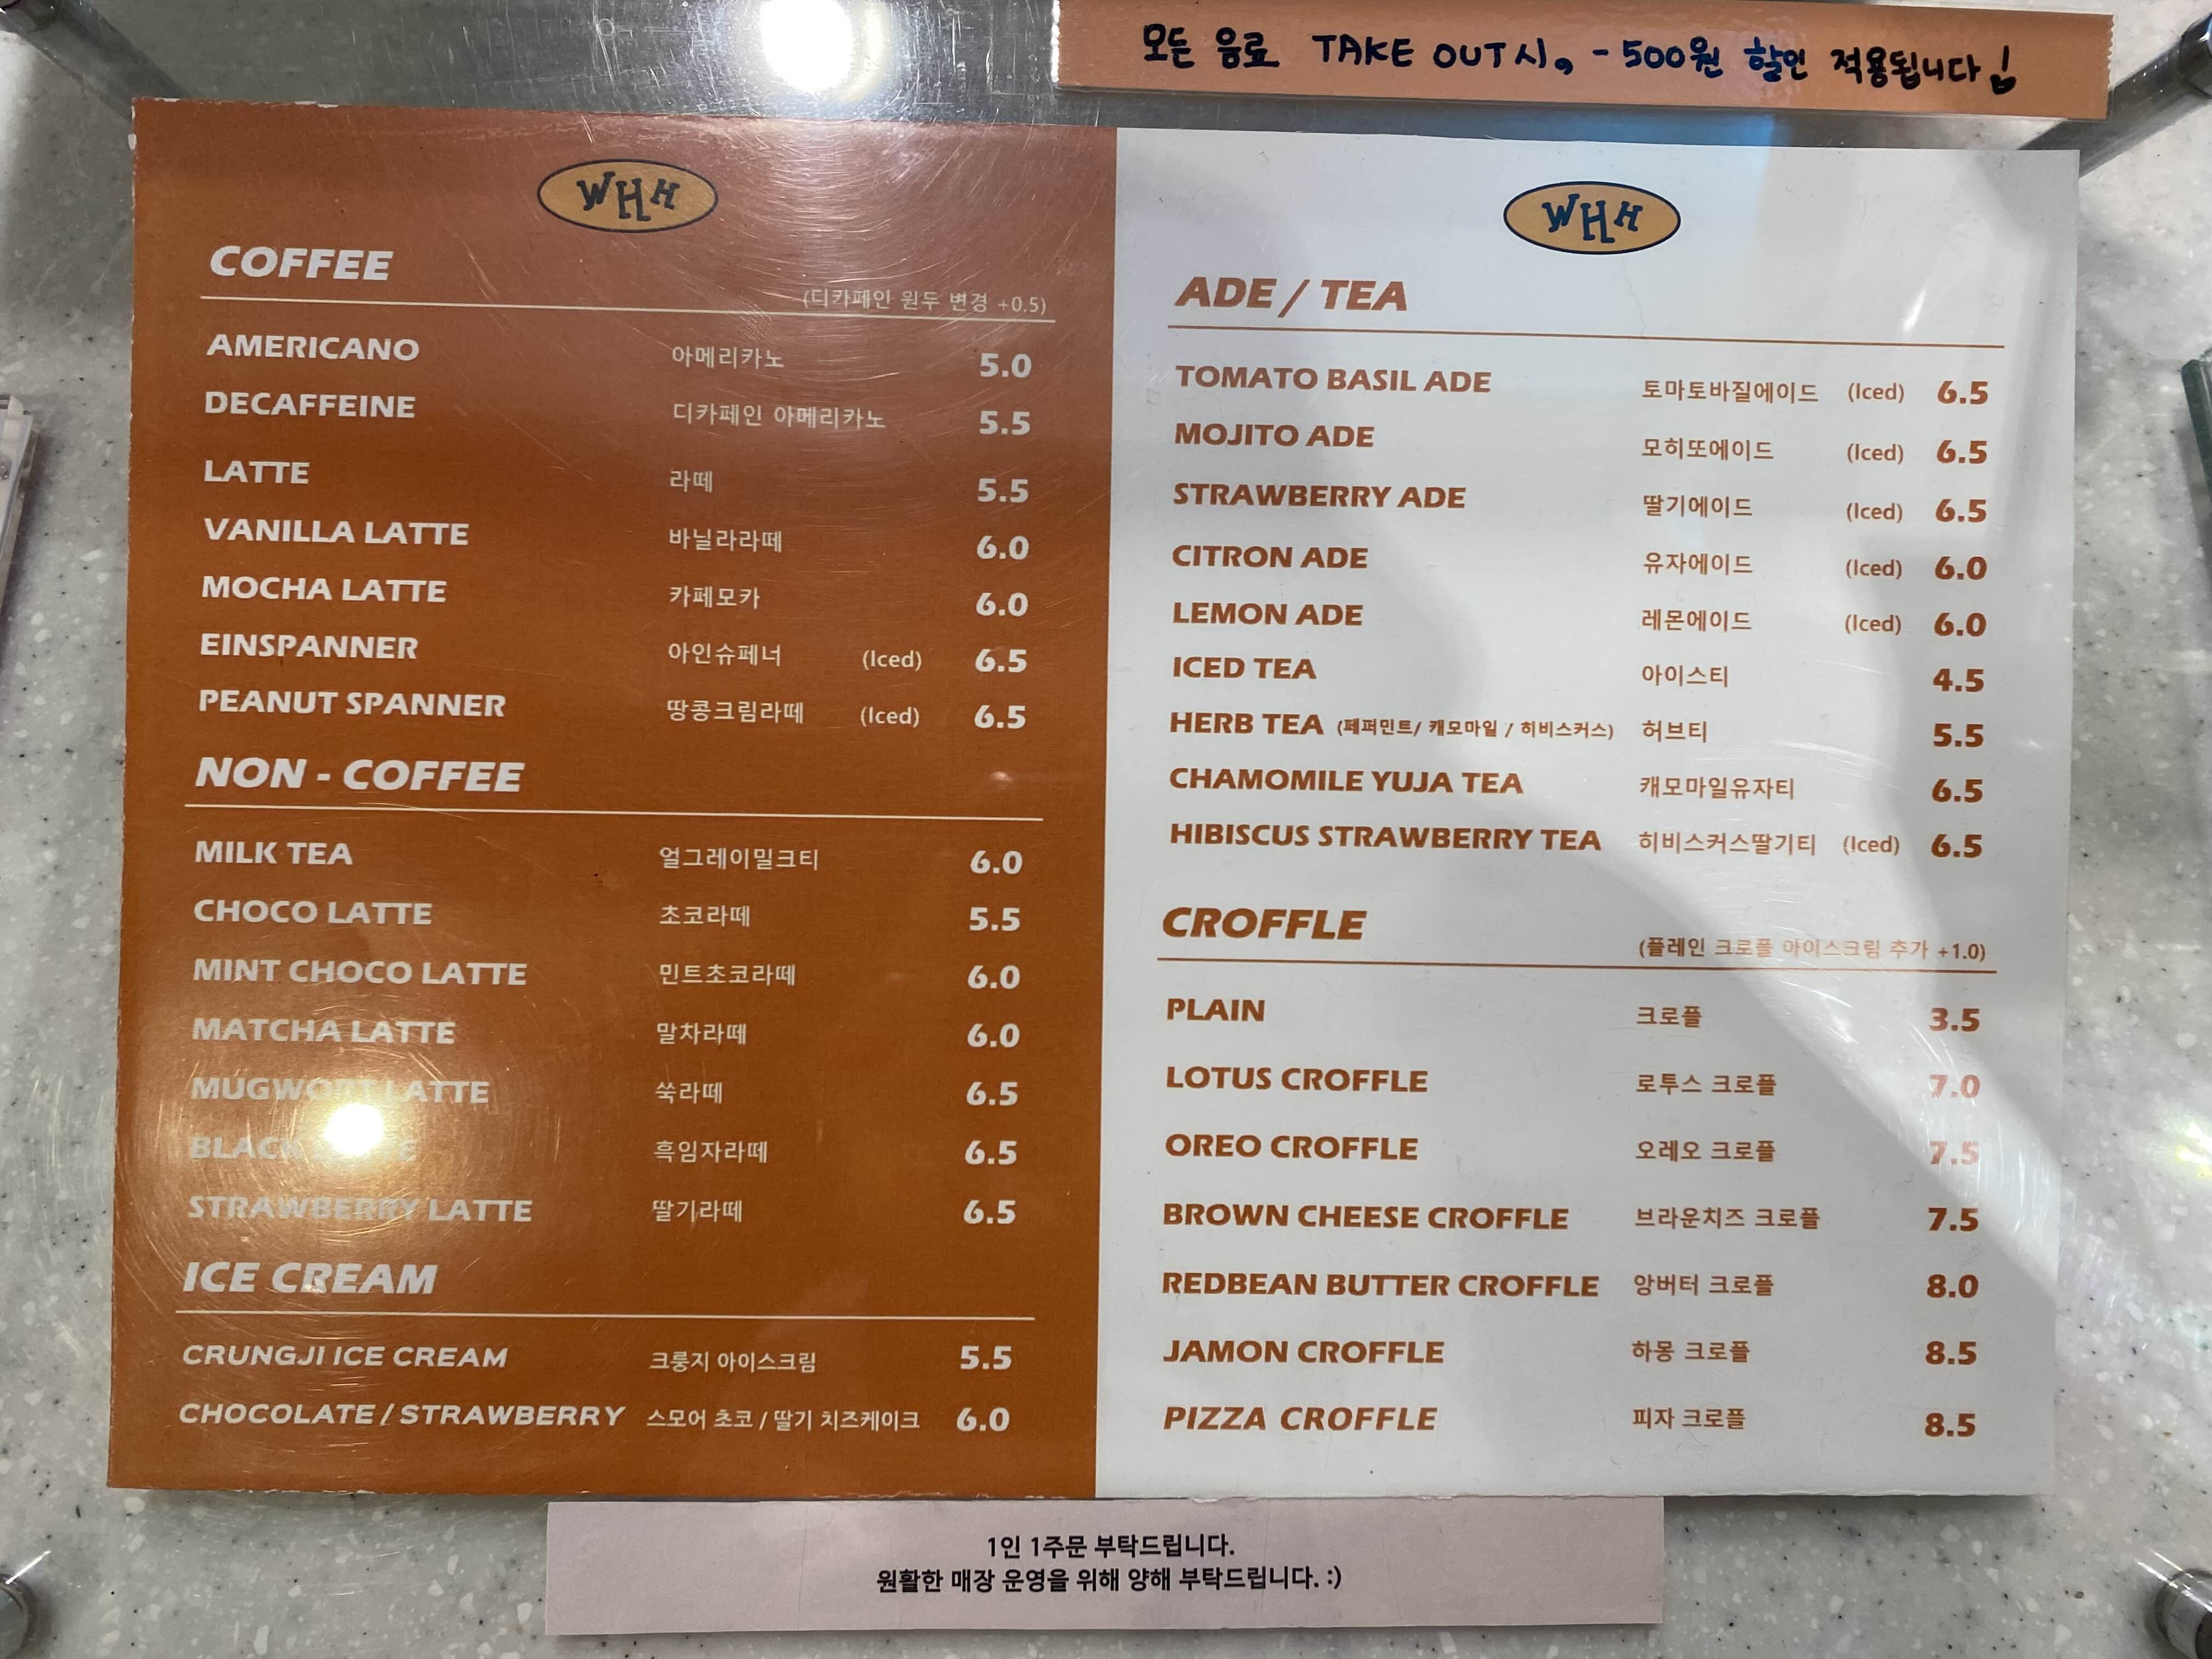 모든 음료 TAKE OUT시, -500원 할인 적용됩니다!
WHH
COFFEE
(디카페인 원두 변경 +0.5)
AMERICANO 아메리카노 5.0
DECAFFEINE 디카페인 아메리카노 5.5
LATTE 라떼 5.5
VANILLA LATTE 바닐라라떼 6.0
MOCHA LATTE 카페모카 6.0
EINSPANNER 아인슈페너 (Iced) 6.5
PEANUT SPANNER 땅콩크림라떼 (Iced) 6.5
NON - COFFEE
MILK TEA 얼그레이밀크티 6.0
CHOCO LATTE 초코라떼 5.5
MINT CHOCO LATTE 민트초코라떼 6.0
MATCHA LATTE 말차라떼 6.0
MUGWORT LATTE 쑥라떼 6.5
BLACK 흑임자라떼 6.5
STRAWBERRY LATTE 딸기라떼 6.5
ICE CREAM
CRUNGJI ICE CREAM 크룽지 아이스크림 5.5
CHOCOLATE / STRAWBERRY 스모어 초코 / 딸기 치즈케이크 6.0
WHH
ADE / TEA
TOMATO BASIL ADE 토마토바질에이드 (Iced) 6.5
MOJITO ADE 모히또에이드 (Iced) 6.5
STRAWBERRY ADE 딸기에이드 (Iced) 6.5
CITRON ADE 유자에이드 (Iced) 6.0
LEMON ADE 레몬에이드 (Iced) 6.0
ICED TEA 아이스티 4.5
HERB TEA (페퍼민트/ 캐모마일 / 히비스커스) 허브티 5.5
CHAMOMILE YUJA TEA 캐모마일유자티 6.5
HIBISCUS STRAWBERRY TEA 히비스커스딸기티 (Iced) 6.5
CROFFLE
(플레인 크로플 아이스크림 추가 +1.0)
PLAIN 크로플 3.5
LOTUS CROFFLE 로투스 크로플 7.0
OREO CROFFLE 오레오 크로플 7.5
BROWN CHEESE CROFFLE 브라운치즈 크로플 7.5
REDBEAN BUTTER CROFFLE 앙버터 크로플 8.0
JAMON CROFFLE 하몽 크로플 8.5
PIZZA CROFFLE 피자 크로플 8.5
1인 1주문 부탁드립니다.
원활한 매장 운영을 위해 양해 부탁드립니다. :)